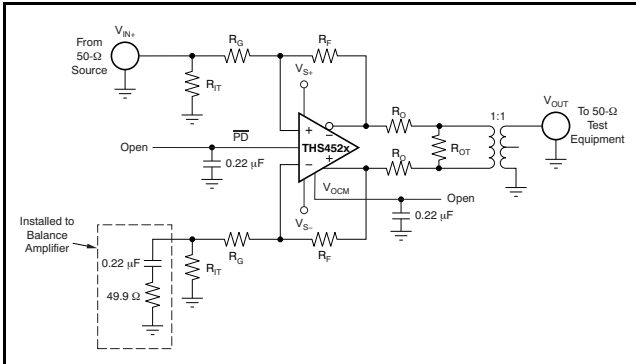 From
50-Ω
Source
V_IN+
R_G
R_F
R_IT
V_S+
PD
Open
0.22 µF
+
−
−
+
THS452x
V_OCM
V_S−
R_O
R_O
R_OT
1:1
V_OUT
To 50-Ω
Test
Equipment
Open
0.22 µF
Installed to
Balance
Amplifier
0.22 µF
49.9 Ω
R_IT
R_G
R_F